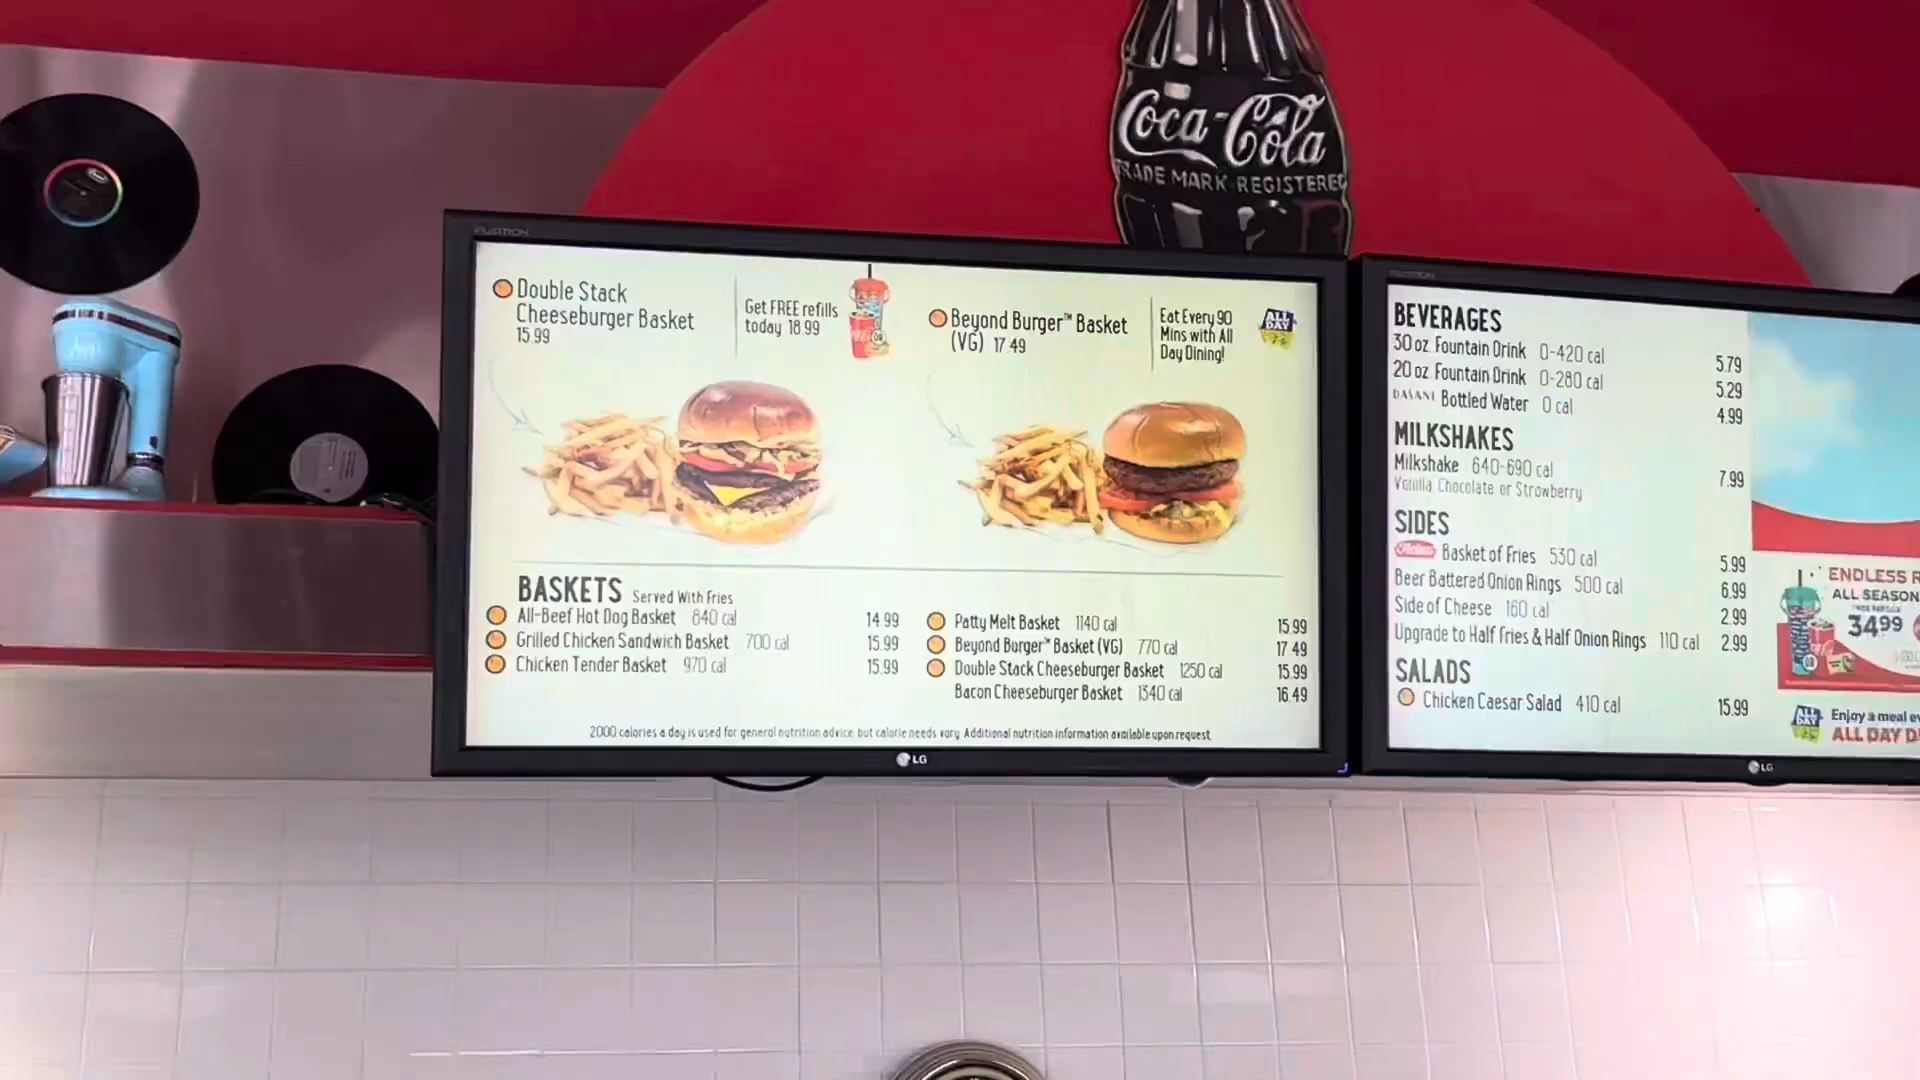 Coca-Cola
TRADE MARK REGISTERED
Double Stack
Cheeseburger Basket
15.99
Get FREE refills
today 18.99
Beyond Burger™ Basket
(VG) 17.49
Eat Every 90
Mins with All
Day Dining!
ALL
DAY
BASKETS Served With Fries
All-Beef Hot Dog Basket 840 cal 14.99
Grilled Chicken Sandwich Basket 700 cal 15.99
Chicken Tender Basket 970 cal 15.99
Patty Melt Basket 1140 cal 15.99
Beyond Burger™ Basket (VG) 770 cal 17.49
Double Stack Cheeseburger Basket 1250 cal 15.99
Bacon Cheeseburger Basket 1340 cal 16.49
2000 calories a day is used for general nutrition advice, but calorie needs vary. Additional nutrition information available upon request.
LG
BEVERAGES
30 oz. Fountain Drink 0-420 cal 5.79
20 oz. Fountain Drink 0-280 cal 5.29
DASANI Bottled Water 0 cal 4.99
MILKSHAKES
Milkshake 640-690 cal 7.99
Vanilla, Chocolate or Strawberry
SIDES
Basket of Fries 530 cal 5.99
Beer Battered Onion Rings 500 cal 6.99
Side of Cheese 160 cal 2.99
Upgrade to Half Fries & Half Onion Rings 110 cal 2.99
SALADS
Chicken Caesar Salad 410 cal 15.99
ENDLESS R
ALL SEASON
34.99
ALL
DAY
Enjoy a meal ev
ALL DAY D
LG